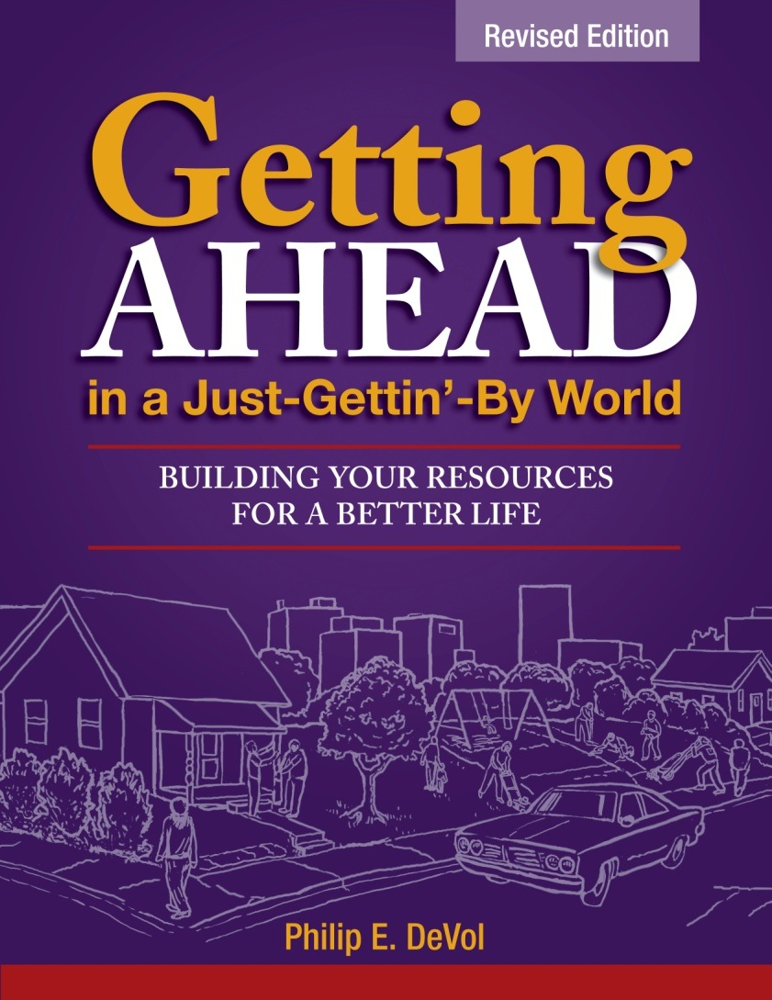 Revised Edition
Getting
AHEAD
in a Just-Gettin’-By World
BUILDING YOUR RESOURCES
FOR A BETTER LIFE
Philip E. DeVol